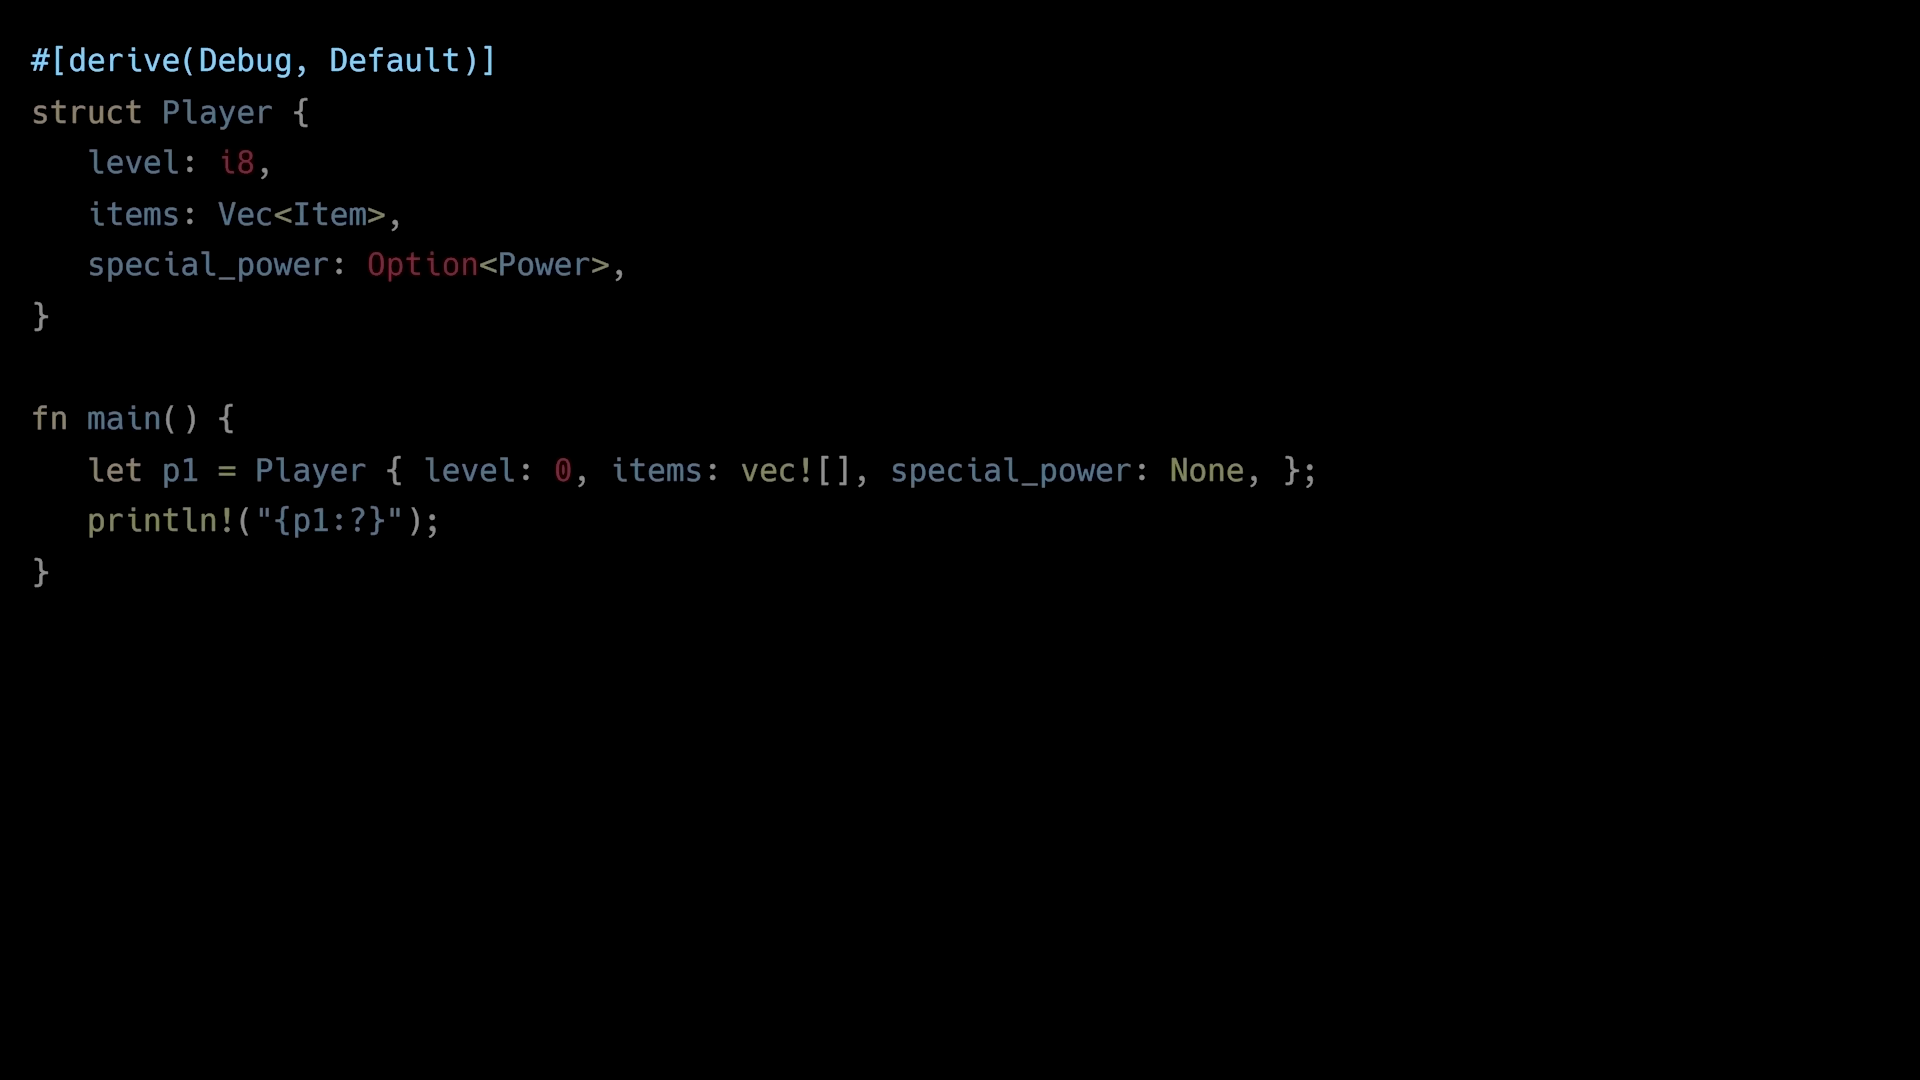 #[derive(Debug, Default)]
struct Player {
   level: i8,
   items: Vec<Item>,
   special_power: Option<Power>,
}

fn main() {
   let p1 = Player { level: 0, items: vec![], special_power: None, };
   println!("{p1:?}");
}